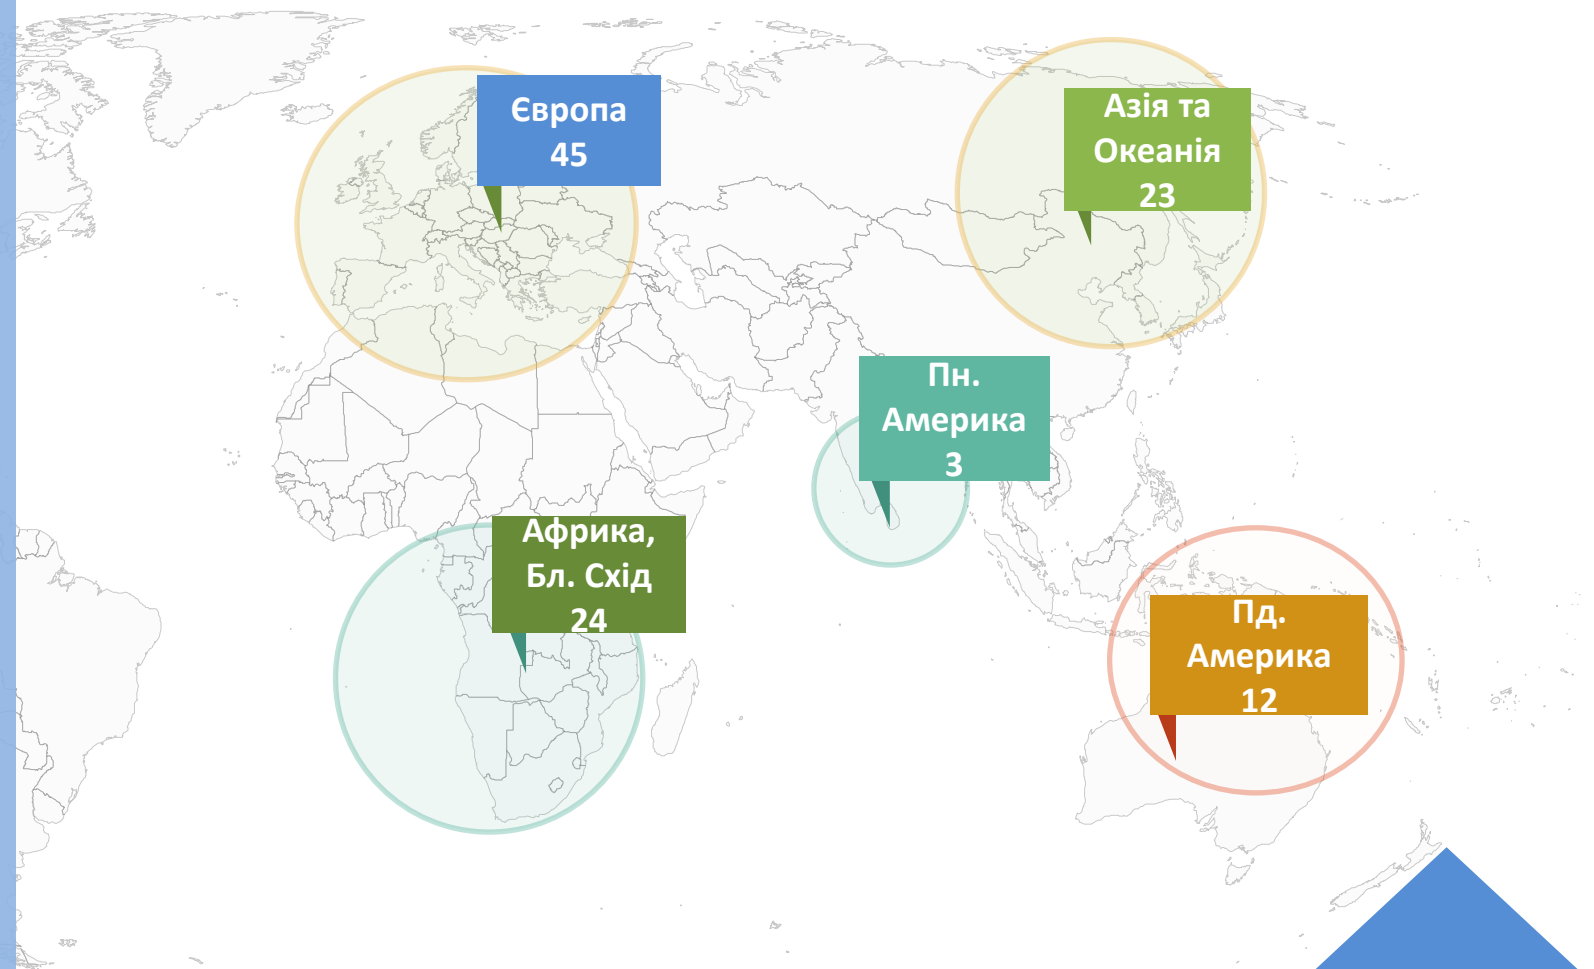 Європа
45
Азія та
Океанія
23
Пн.
Америка
3
Африка,
Бл. Схід
24
Пд.
Америка
12